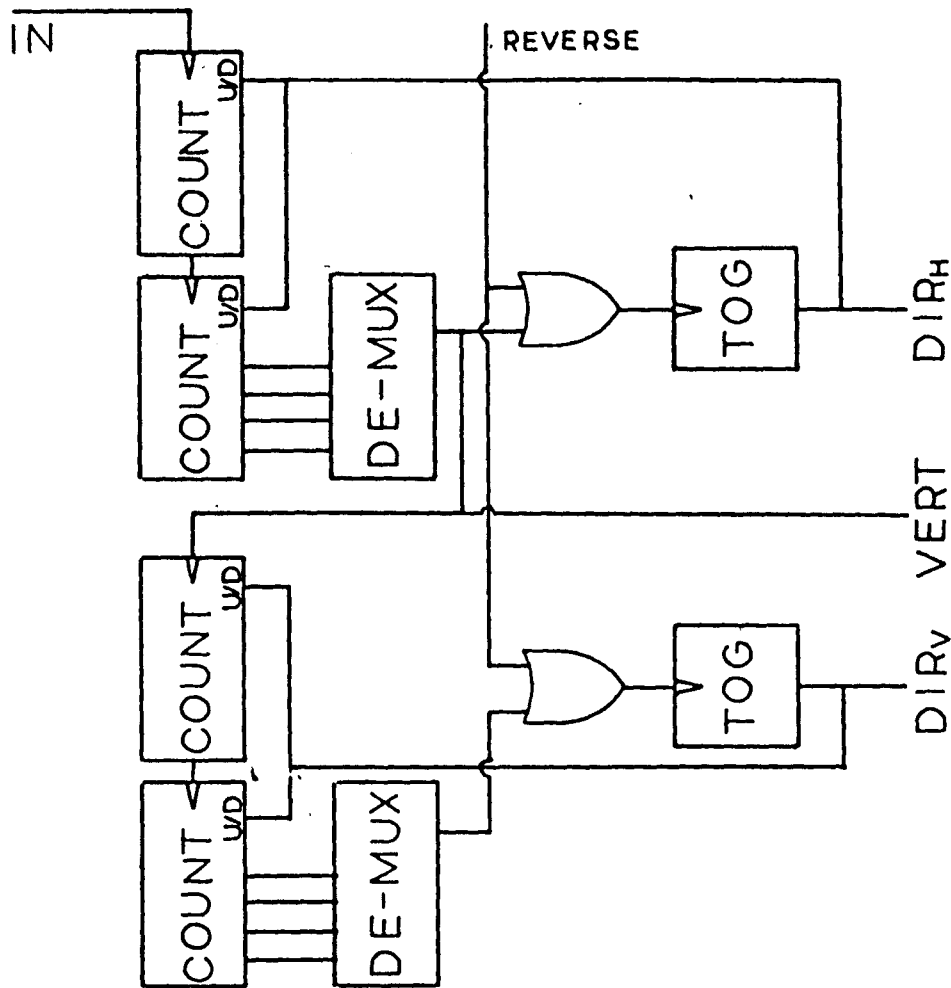 IN
REVERSE
COUNT
U/D
COUNT
U/D
DE-MUX
TOG
DIRH
VERT
COUNT
U/D
TOG
DIRV
COUNT
U/D
DE-MUX